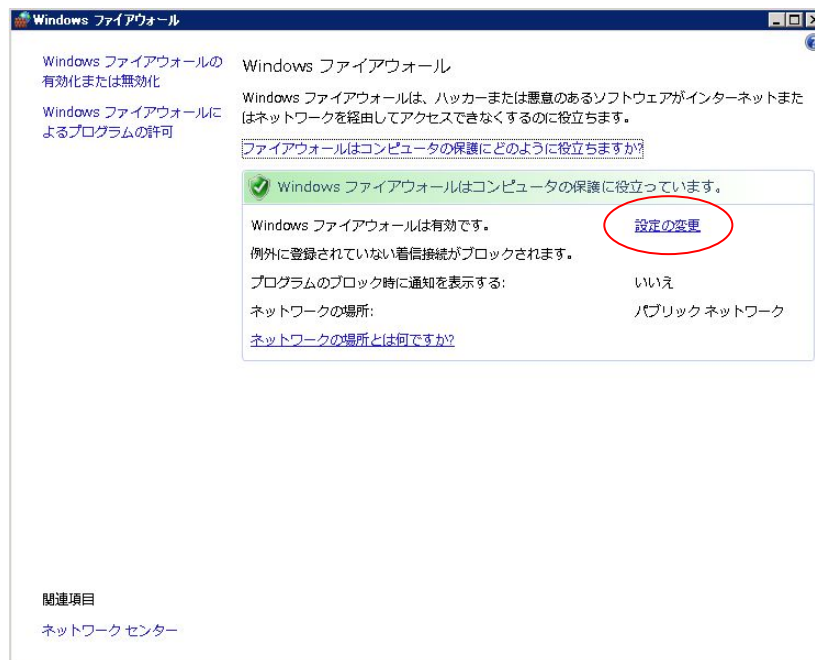 Windows ファイアウォール
Windows ファイアウォールの
有効化または無効化
Windows ファイアウォールに
よるプログラムの許可
Windows ファイアウォール
Windows ファイアウォールは、ハッカーまたは悪意のあるソフトウェアがインターネットまた
はネットワークを経由してアクセスできなくするのに役立ちます。
ファイアウォールはコンピュータの保護にどのように役立ちますか?
Windows ファイアウォールはコンピュータの保護に役立っています。
Windows ファイアウォールは有効です。 設定の変更
例外に登録されていない着信接続がブロックされます。
プログラムのブロック時に通知を表示する: いいえ
ネットワークの場所: パブリック ネットワーク
ネットワークの場所とは何ですか?
関連項目
ネットワーク センター